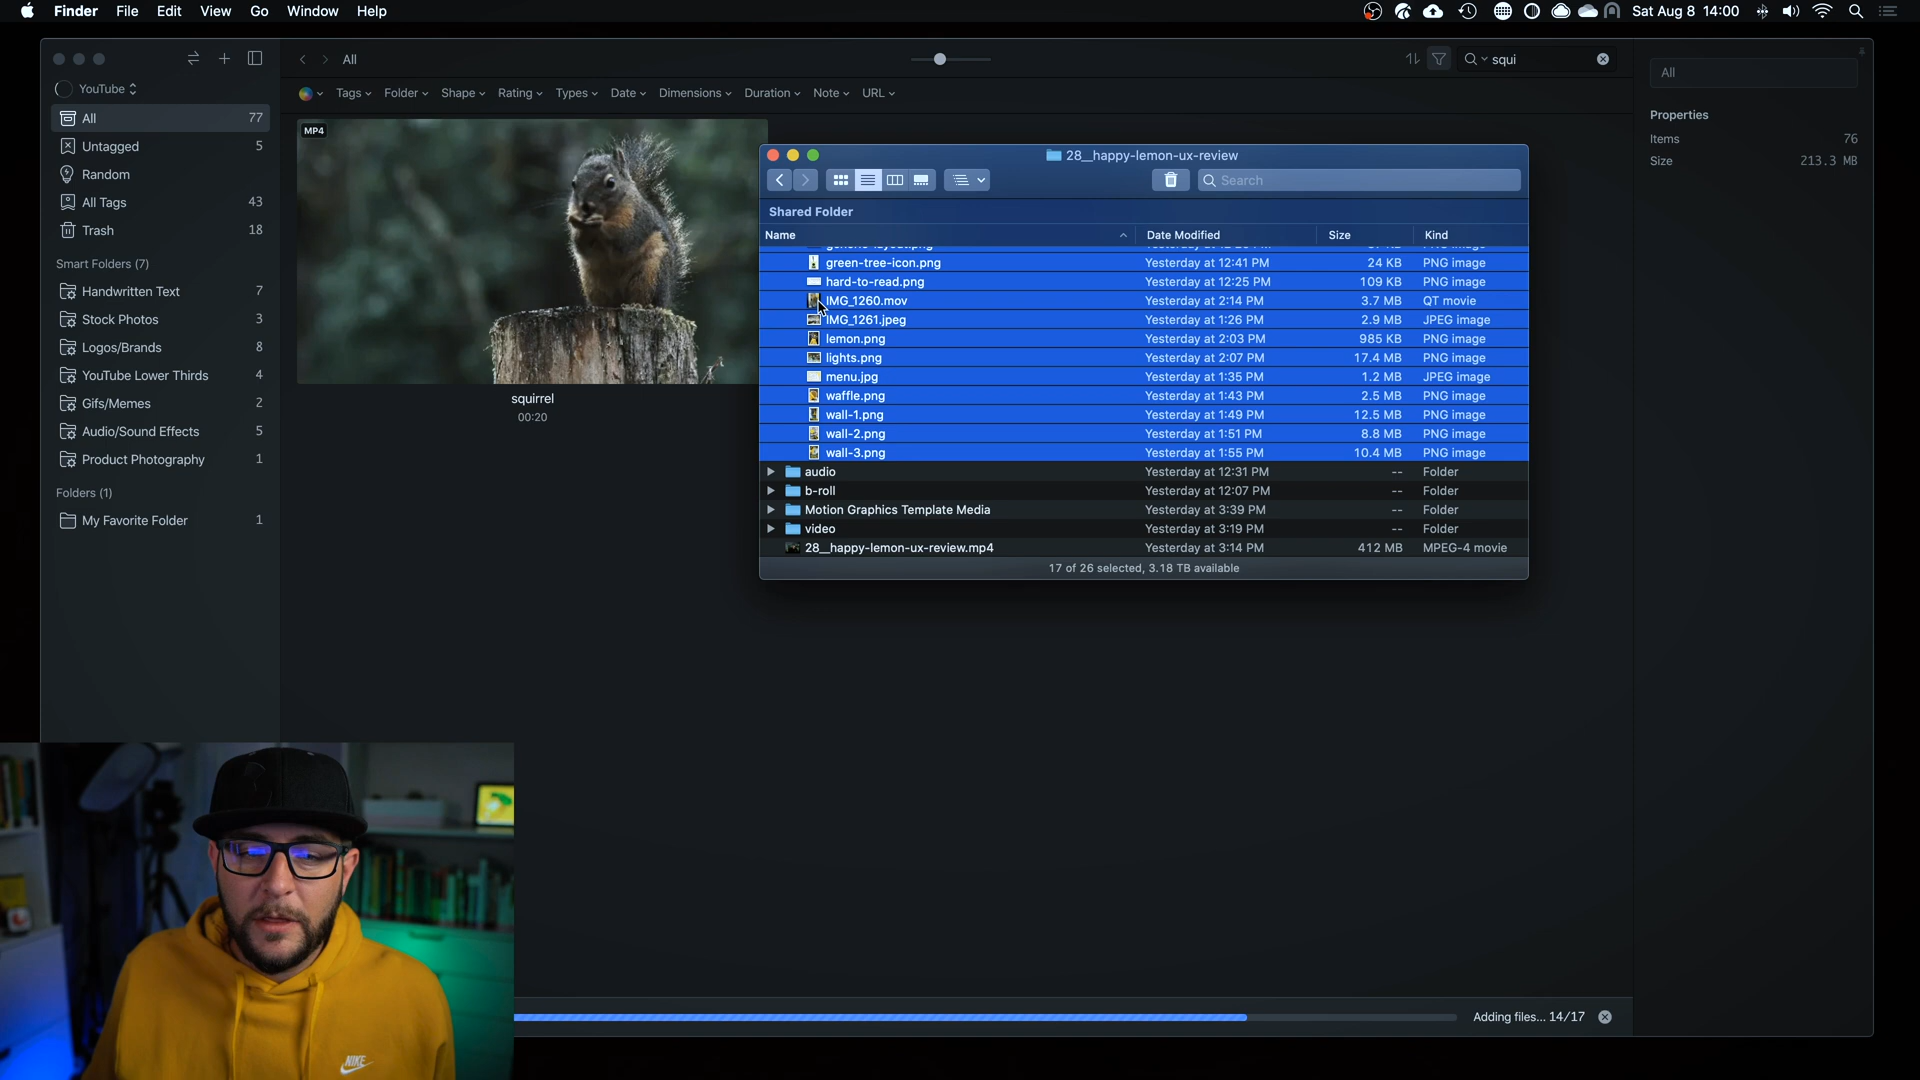 Finder File Edit View Go Window Help
Sat Aug 8 14:00
YouTube
All 77
Untagged 5
Random
All Tags 43
Trash 18
Smart Folders (7)
Handwritten Text 7
Stock Photos 3
Logos/Brands 8
YouTube Lower Thirds 4
Gifs/Memes 2
Audio/Sound Effects 5
Product Photography 1
Folders (1)
My Favorite Folder 1
All
squi
Tags Folder Shape Rating Types Date Dimensions Duration Note URL
MP4
squirrel
00:20
28__happy-lemon-ux-review
Search
Shared Folder
Name Date Modified Size Kind
green-tree-icon.png Yesterday at 12:41 PM 24 KB PNG image
hard-to-read.png Yesterday at 12:25 PM 109 KB PNG image
IMG_1260.mov Yesterday at 2:14 PM 3.7 MB QT movie
IMG_1261.jpeg Yesterday at 1:26 PM 2.9 MB JPEG image
lemon.png Yesterday at 2:03 PM 985 KB PNG image
lights.png Yesterday at 2:07 PM 17.4 MB PNG image
menu.jpg Yesterday at 1:35 PM 1.2 MB JPEG image
waffle.png Yesterday at 1:43 PM 2.5 MB PNG image
wall-1.png Yesterday at 1:49 PM 12.5 MB PNG image
wall-2.png Yesterday at 1:51 PM 8.8 MB PNG image
wall-3.png Yesterday at 1:55 PM 10.4 MB PNG image
audio Yesterday at 12:31 PM -- Folder
b-roll Yesterday at 12:07 PM -- Folder
Motion Graphics Template Media Yesterday at 3:39 PM -- Folder
video Yesterday at 3:19 PM -- Folder
28__happy-lemon-ux-review.mp4 Yesterday at 3:14 PM 412 MB MPEG-4 movie
17 of 26 selected, 3.18 TB available
All
Properties
Items 76
Size 213.3 MB
Adding files... 14/17
NIKE